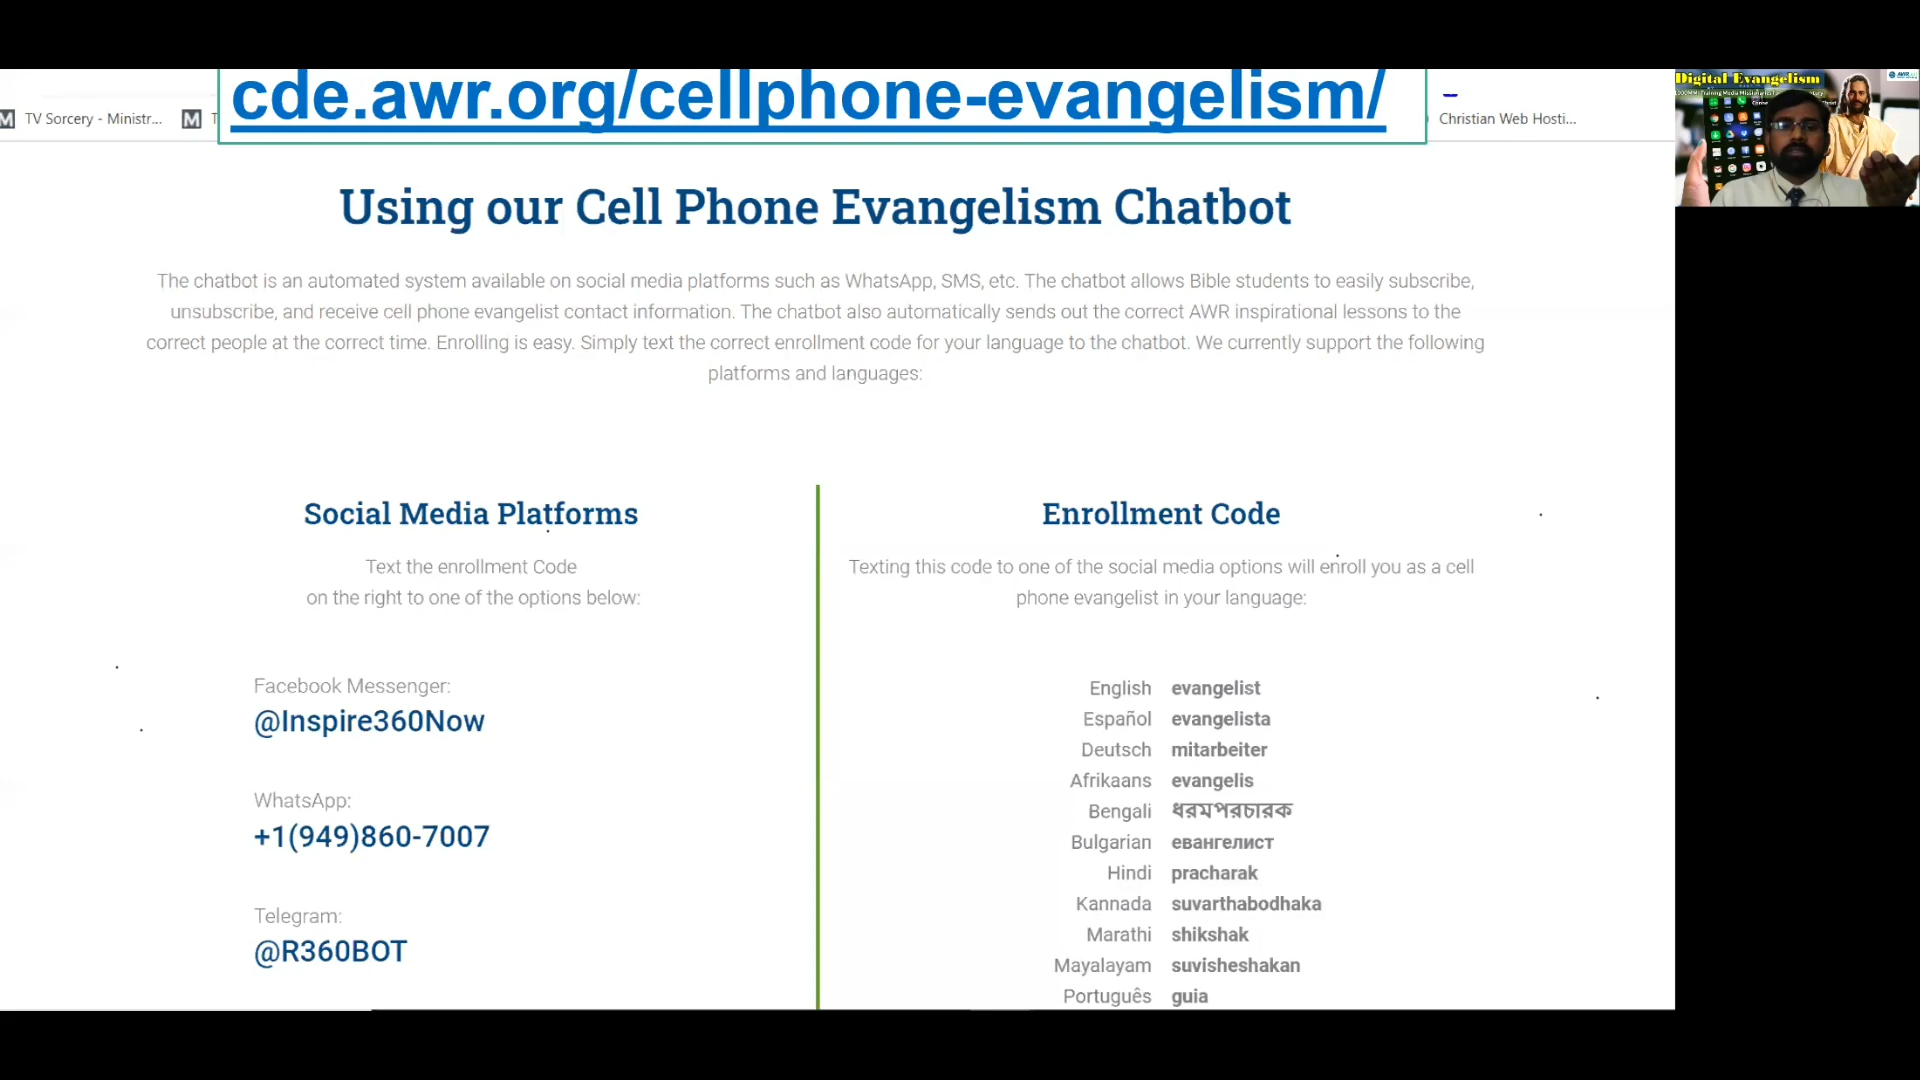 cde.awr.org/cellphone-evangelism/
TV Sorcery - Ministr...
Christian Web Hosti...
Digital Evangelism
Using our Cell Phone Evangelism Chatbot
The chatbot is an automated system available on social media platforms such as WhatsApp, SMS, etc. The chatbot allows Bible students to easily subscribe,
unsubscribe, and receive cell phone evangelist contact information. The chatbot also automatically sends out the correct AWR inspirational lessons to the
correct people at the correct time. Enrolling is easy. Simply text the correct enrollment code for your language to the chatbot. We currently support the following
platforms and languages:
Social Media Platforms
Text the enrollment Code
on the right to one of the options below:
Facebook Messenger:
@Inspire360Now
WhatsApp:
+1(949)860-7007
Telegram:
@R360BOT
Enrollment Code
Texting this code to one of the social media options will enroll you as a cell
phone evangelist in your language:
English evangelist
Español evangelista
Deutsch mitarbeiter
Afrikaans evangelis
Bengali ধরমপরচারক
Bulgarian евангелист
Hindi pracharak
Kannada suvarthabodhaka
Marathi shikshak
Mayalayam suvisheshakan
Português guia